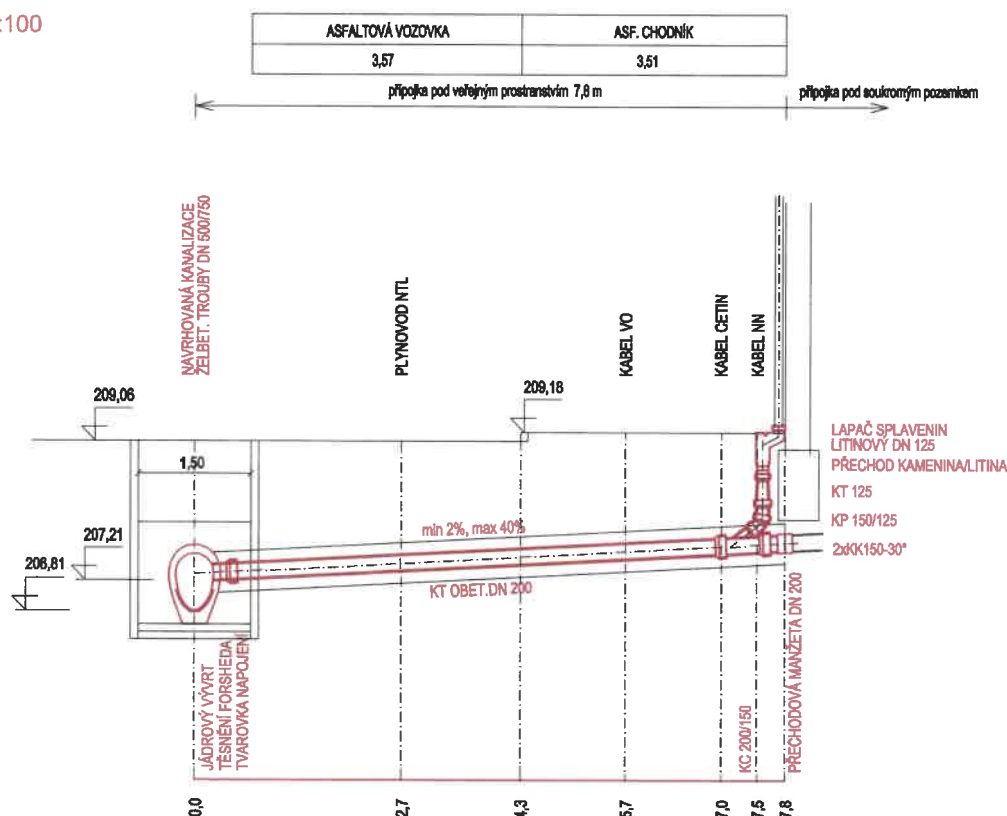 :100
ASFALTOVÁ VOZOVKA
ASF. CHODNÍK
3,57
3,51
přípojka pod veřejným prostranstvím 7,8 m
přípojka pod soukromým pozemkem
NAVRHOVANÁ KANALIZACE
ŽELBET. TROUBY DN 500/750
PLYNOVOD NTL
KABEL VO
KABEL CETIN
KABEL NN
209,06
209,18
LAPAČ SPLAVENIN
LITINOVÝ DN 125
PŘECHOD KAMENINA/LITINA
KT 125
KP 150/125
2xKK150-30°
1,50
207,21
206,81
min 2%, max 40%
KT OBET.DN 200
JÁDROVÝ VÝVRT
TĚSNĚNÍ FORSHEDA
TVAROVKA NAPOJENÍ
KC 200/150
PŘECHODOVÁ MANŽETA DN 200
0,0
2,7
4,3
5,7
7,0
7,5
7,8